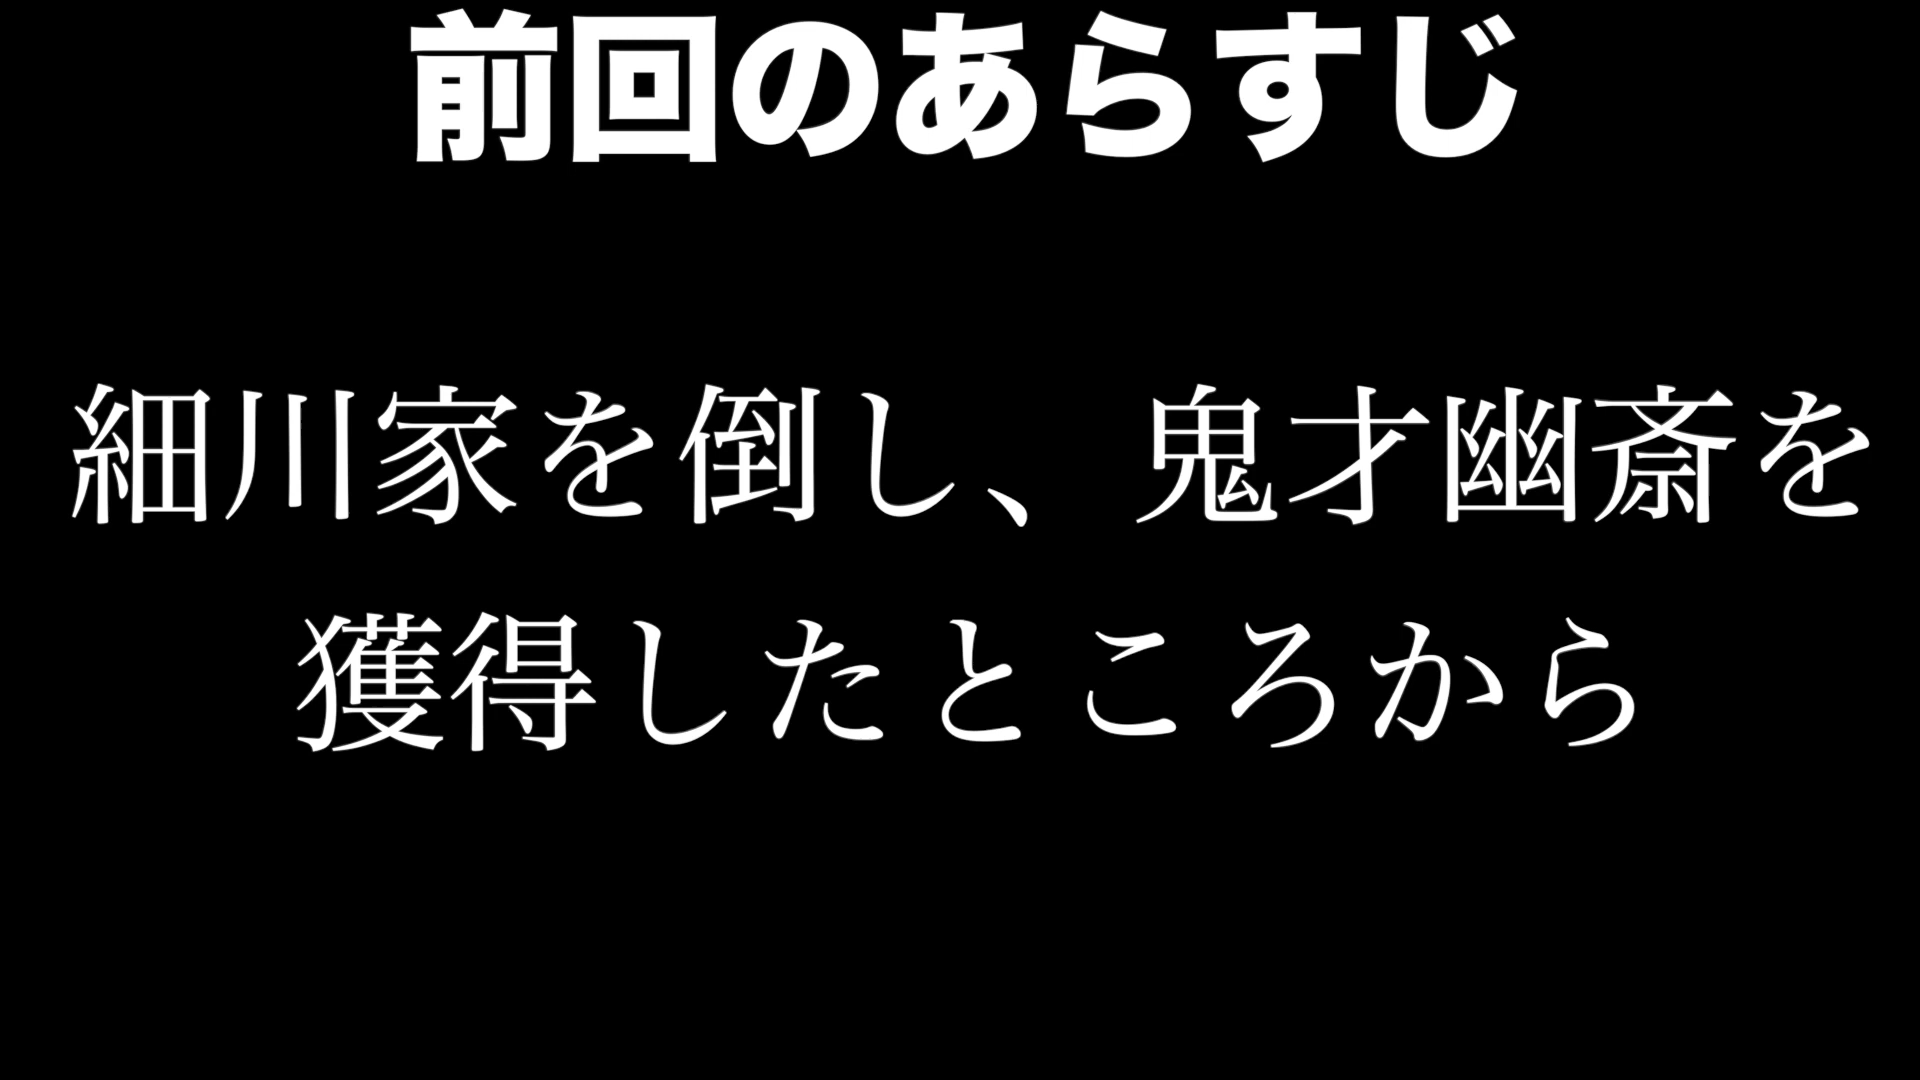 前回のあらすじ
細川家を倒し、鬼才幽斎を
獲得したところから